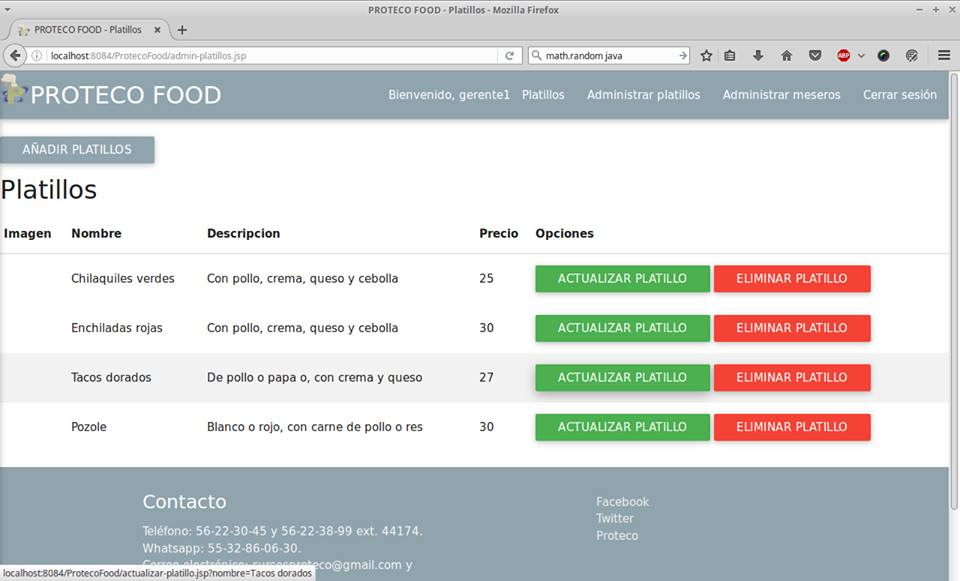 PROTECO FOOD - Platillos - Mozilla Firefox
PROTECO FOOD - Platillos
localhost:8084/ProtecoFood/admin-platillos.jsp
math.random java
ABP
PROTECO FOOD
Bienvenido, gerente1 Platillos Administrar platillos Administrar meseros Cerrar sesión
AÑADIR PLATILLOS
Platillos
Imagen Nombre Descripcion Precio Opciones
Chilaquiles verdes Con pollo, crema, queso y cebolla 25 ACTUALIZAR PLATILLO ELIMINAR PLATILLO
Enchiladas rojas Con pollo, crema, queso y cebolla 30 ACTUALIZAR PLATILLO ELIMINAR PLATILLO
Tacos dorados De pollo o papa o, con crema y queso 27 ACTUALIZAR PLATILLO ELIMINAR PLATILLO
Pozole Blanco o rojo, con carne de pollo o res 30 ACTUALIZAR PLATILLO ELIMINAR PLATILLO
Contacto
Teléfono: 56-22-30-45 y 56-22-38-99 ext. 44174.
Whatsapp: 55-32-86-06-30.
Correo electrónico: cursosproteco@gmail.com y
Facebook
Twitter
Proteco
localhost:8084/ProtecoFood/actualizar-platillo.jsp?nombre=Tacos dorados